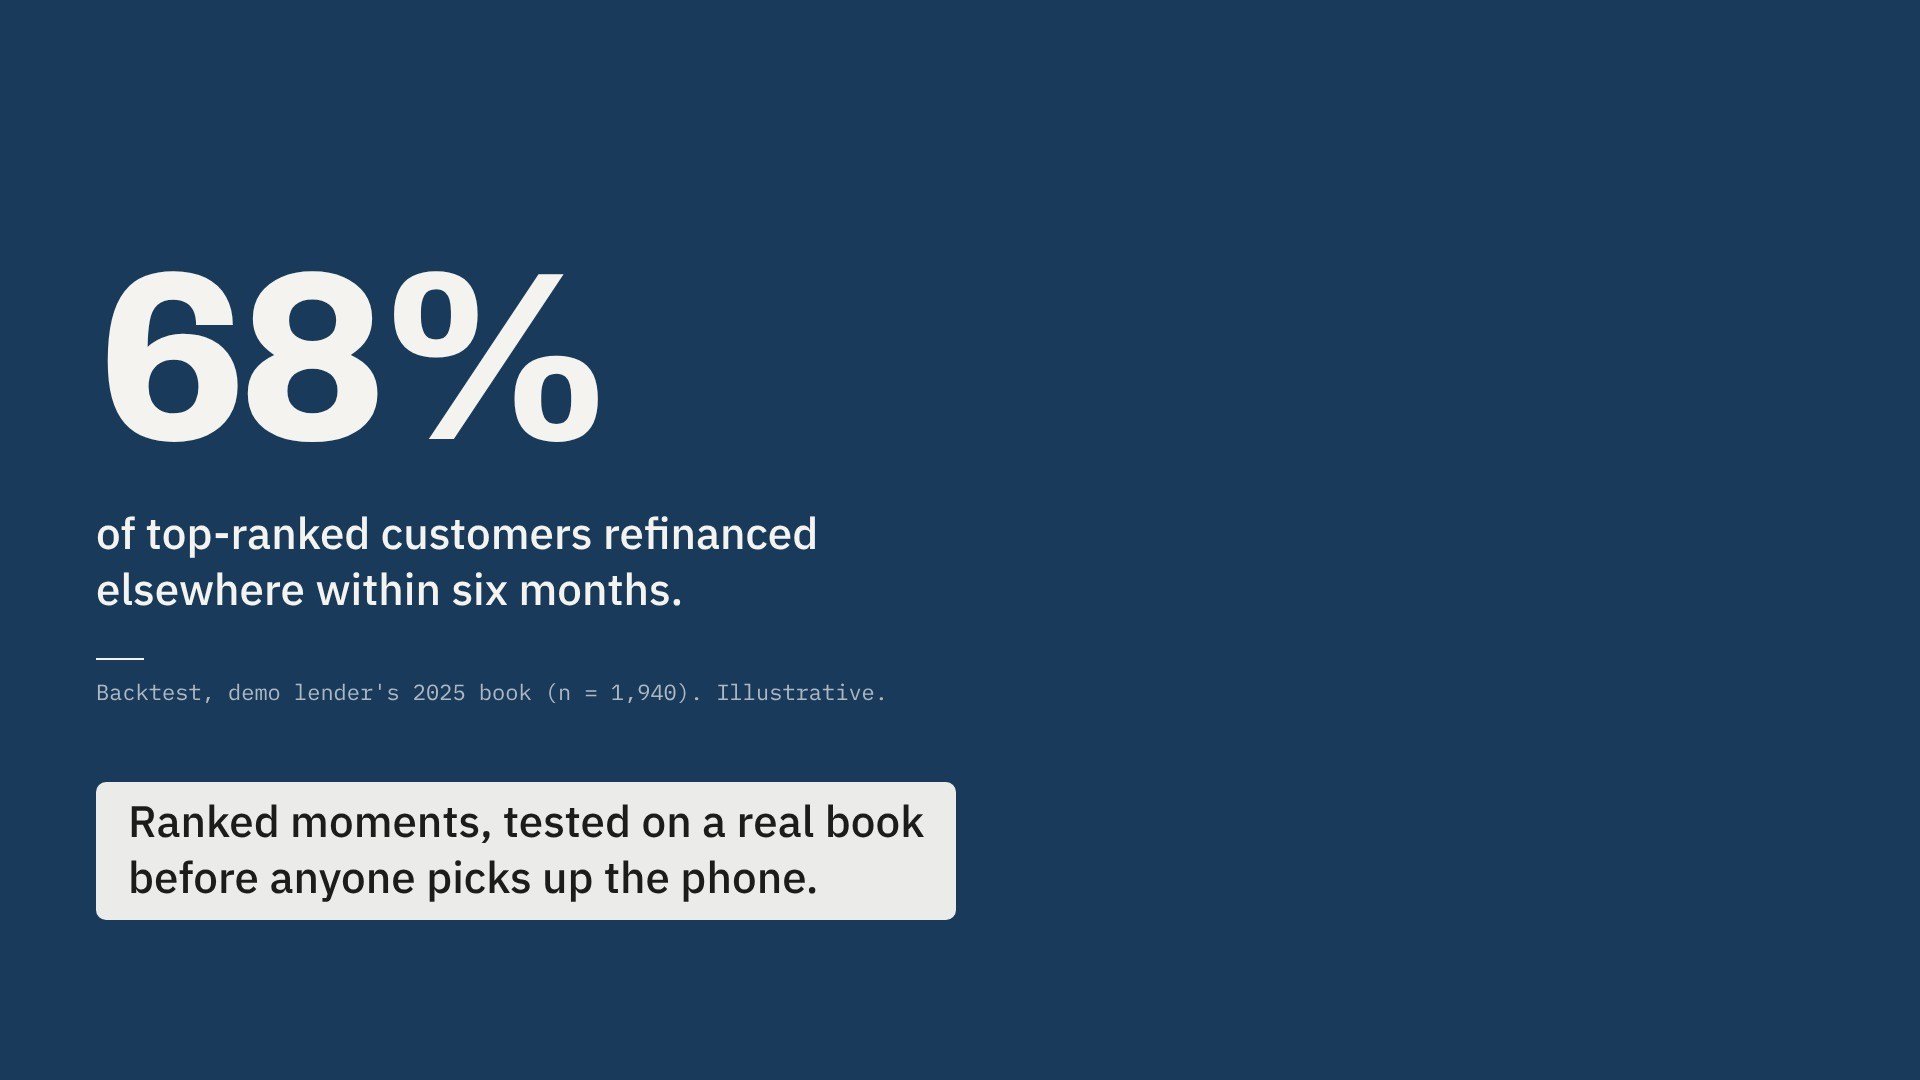 68%
of top-ranked customers refinanced
elsewhere within six months.
Backtest, demo lender's 2025 book (n = 1,940). Illustrative.
Ranked moments, tested on a real book
before anyone picks up the phone.